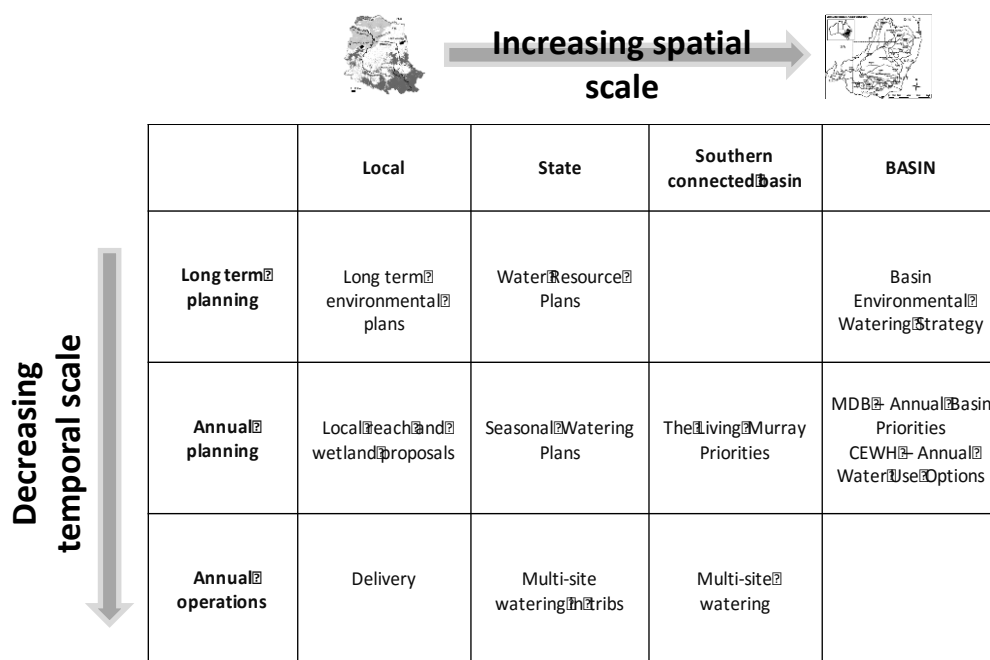 Increasing spatial
scale
Local
State
Southern
connected basin
BASIN
Decreasing
temporal scale
Long term
planning
Long term
environmental
plans
Water Resource
Plans
Basin
Environmental
Watering Strategy
Annual
planning
Local reach and
wetland proposals
Seasonal Watering
Plans
The Living Murray
Priorities
MDB – Annual Basin
Priorities
CEWH – Annual
Water Use Options
Annual
operations
Delivery
Multi-site
watering in tribs
Multi-site
watering